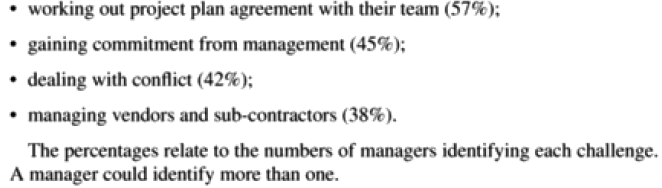 • working out project plan agreement with their team (57%);
• gaining commitment from management (45%);
• dealing with conflict (42%);
• managing vendors and sub-contractors (38%).
The percentages relate to the numbers of managers identifying each challenge.
A manager could identify more than one.